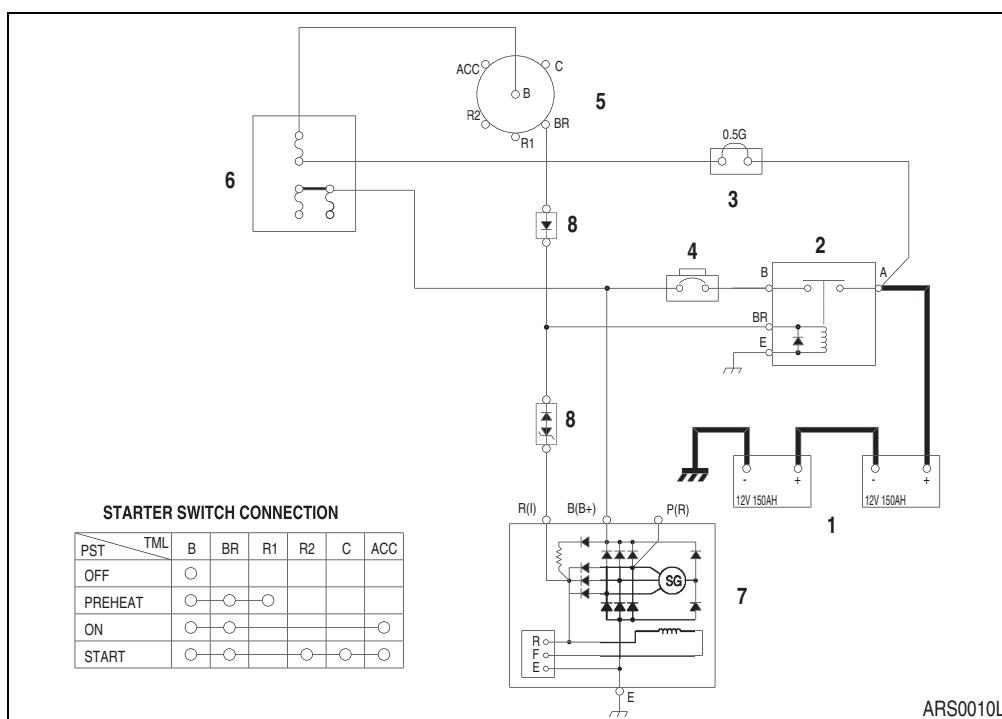 ACC
C
B
5
R2
BR
R1
0.5G
6
3
8
4
2
B
A
BR
E
8
- +
- +
12V 150AH
12V 150AH
1
R(I)
B(B+)
P(R)
STARTER SWITCH CONNECTION
PST TML B BR R1 R2 C ACC
OFF
PREHEAT
ON
START
SG
7
R
F
E
E
ARS0010L